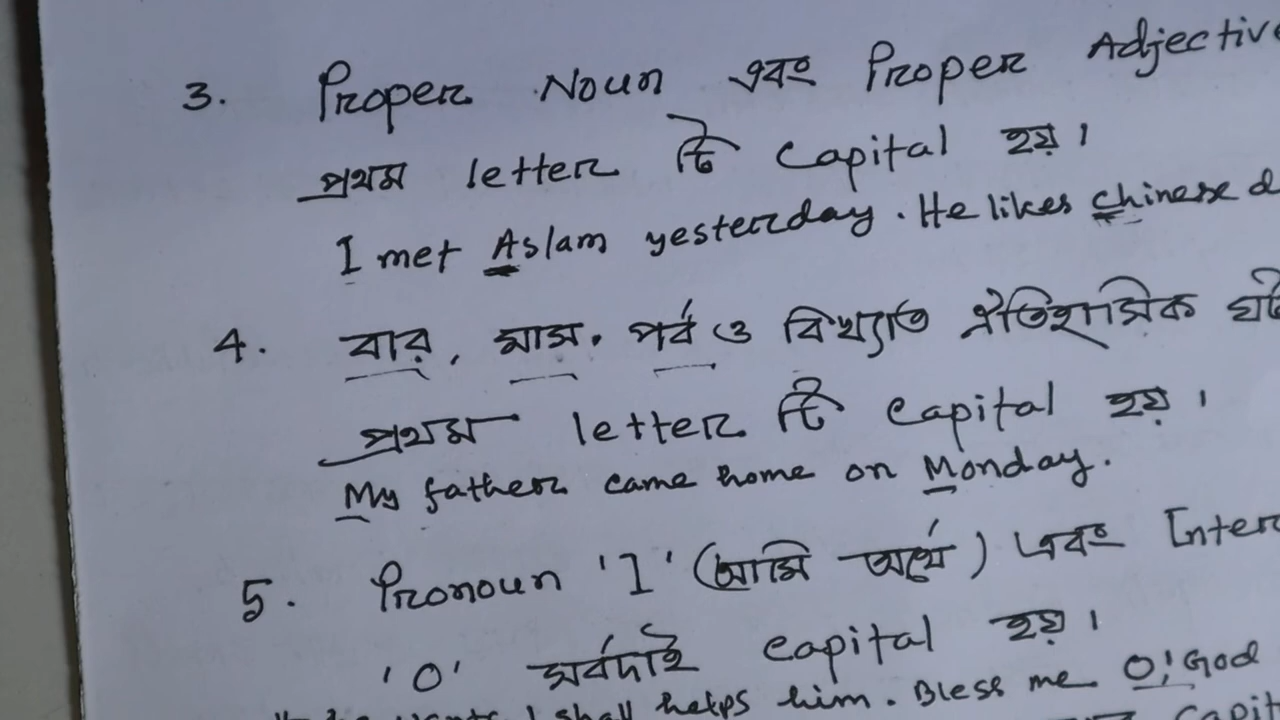 3. Proper Noun এবং Proper Adjective
প্রথম letter টি capital হয়।
I met Aslam yesterday. He likes chinese
4. বার, মাস. পর্ব ও বিখ্যাত ঐতিহাসিক
প্রথম letter টি capital হয়।
My father came home on Monday.
5. Pronoun 'I' (আমি অর্থে) এবং Inter
'O' সর্বদাই capital হয়।
I shall helps him. Bless me O! God